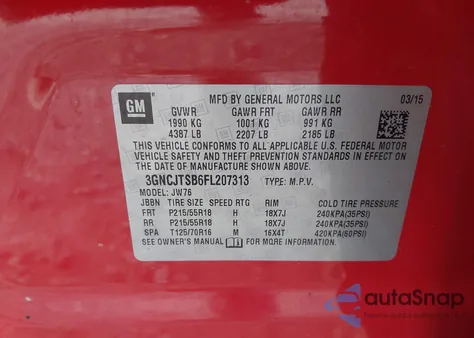 GM
MFD BY GENERAL MOTORS LLC 03/15
GVWR GAWR FRT GAWR RR
1990 KG 1001 KG 991 KG
4387 LB 2207 LB 2185 LB
THIS VEHICLE CONFORMS TO ALL APPLICABLE U.S. FEDERAL MOTOR
VEHICLE SAFETY, BUMPER, AND THEFT PREVENTION STANDARDS
IN EFFECT ON THE DATE OF MANUFACTURE SHOWN ABOVE.
3GNCJTSB6FL207313 TYPE: M.P.V.
MODEL: JW76
JBBN TIRE SIZE SPEED RTG RIM COLD TIRE PRESSURE
FRT P215/55R18 H 18X7J 240KPA(35PSI)
RR P215/55R18 H 18X7J 240KPA(35PSI)
SPA T125/70R16 M 16X4T 420KPA(60PSI)
SEE OWNER'S MANUAL FOR ADDITIONAL INFORMATION.
autaSnap